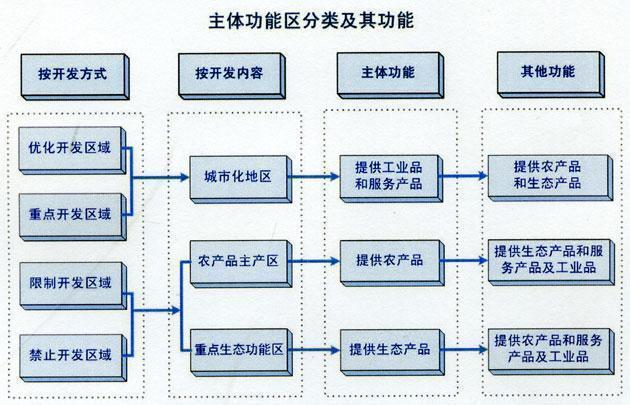 主体功能区分类及其功能
按开发方式
按开发内容
主体功能
其他功能
优化开发区域
重点开发区域
限制开发区域
禁止开发区域
城市化地区
农产品主产区
重点生态功能区
提供工业品
和服务产品
提供农产品
提供生态产品
提供农产品
和生态产品
提供生态产品和服
务产品及工业品
提供农产品和服务
产品及工业品